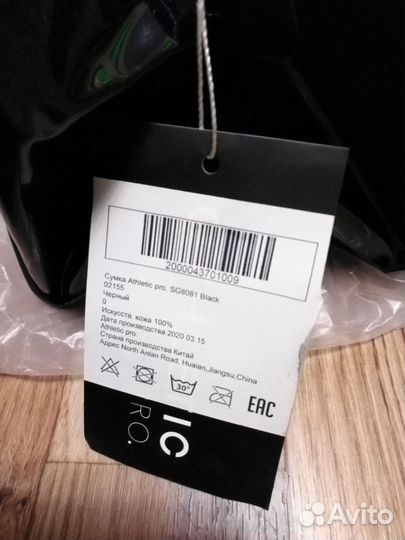 2000043701009
Сумка Athletic pro. SG8081 Black
02155
Черный
0
Искусств. кожа 100%
Дата производства 2020.03.15
Athletic pro.
Страна производства Китай
Адрес North Anlan Road, Huaian,Jiangsu,China
30°
EAC
IC
RO.
Avito